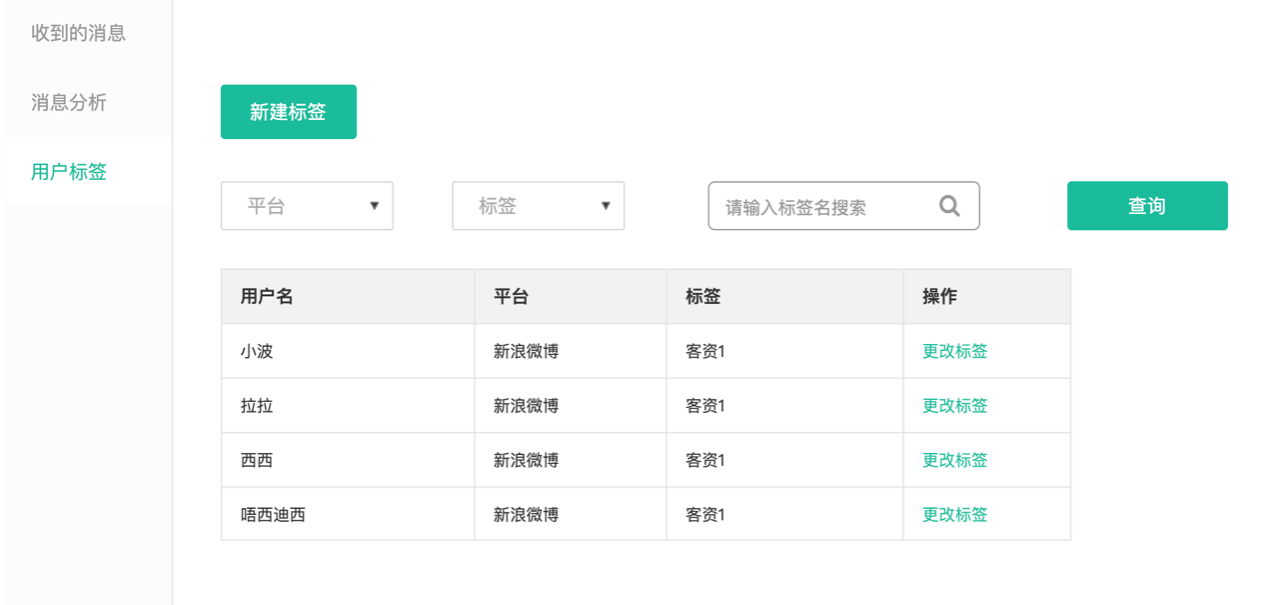 收到的消息
消息分析
用户标签
新建标签
平台 标签 请输入标签名搜索 查询
用户名 平台 标签 操作
小波 新浪微博 客资1 更改标签
拉拉 新浪微博 客资1 更改标签
西西 新浪微博 客资1 更改标签
唔西迪西 新浪微博 客资1 更改标签